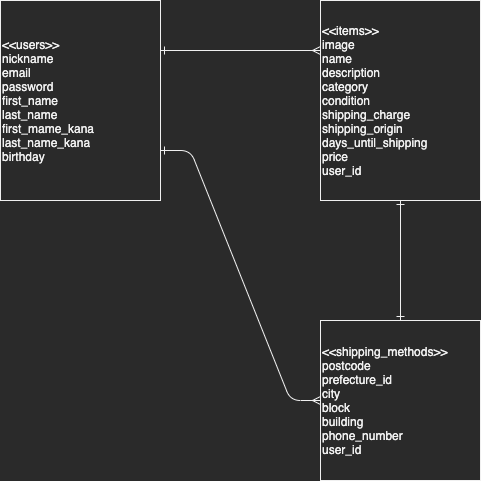 <<users>>
nickname
email
password
first_name
last_name
first_mame_kana
last_name_kana
birthday
<<items>>
image
name
description
category
condition
shipping_charge
shipping_origin
days_until_shipping
price
user_id
<<shipping_methods>>
postcode
prefecture_id
city
block
building
phone_number
user_id